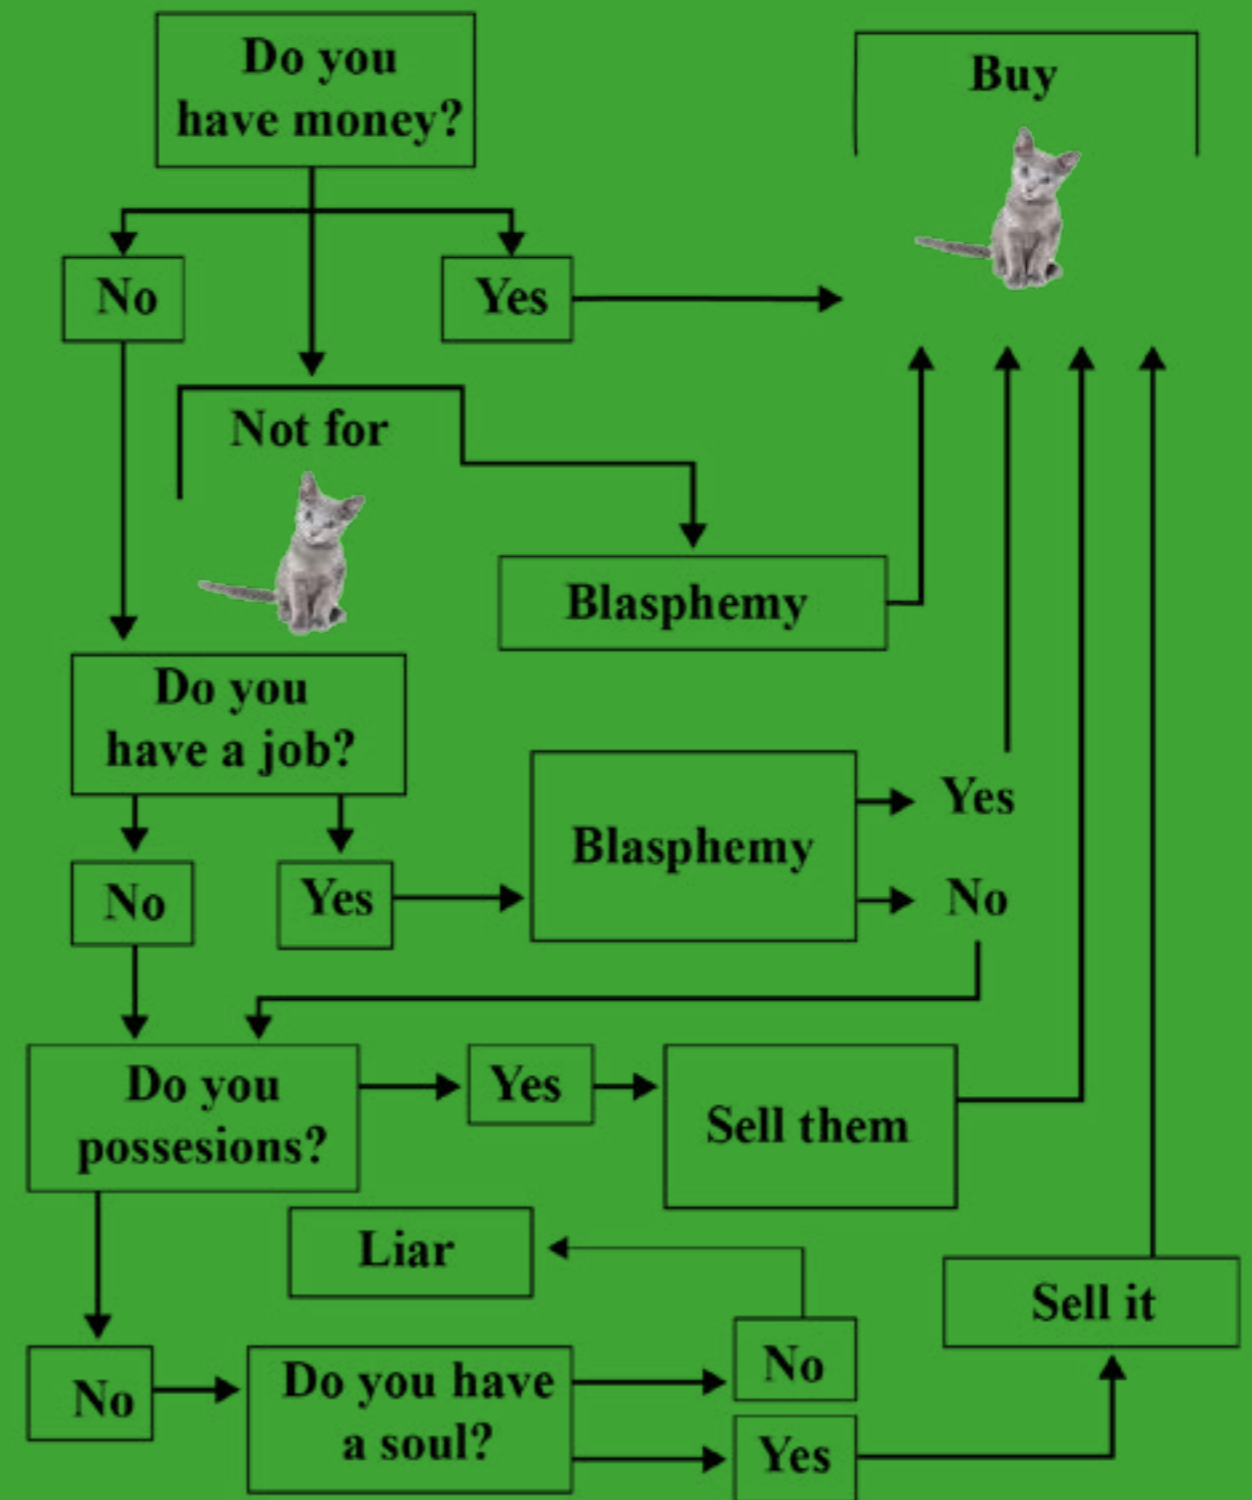 Do you
have money?
Buy
No
Yes
Not for
Blasphemy
Do you
have a job?
Blasphemy
Yes
No
No
Yes
Do you
possesions?
Yes
Sell them
Liar
Sell it
No
Do you have
a soul?
No
Yes